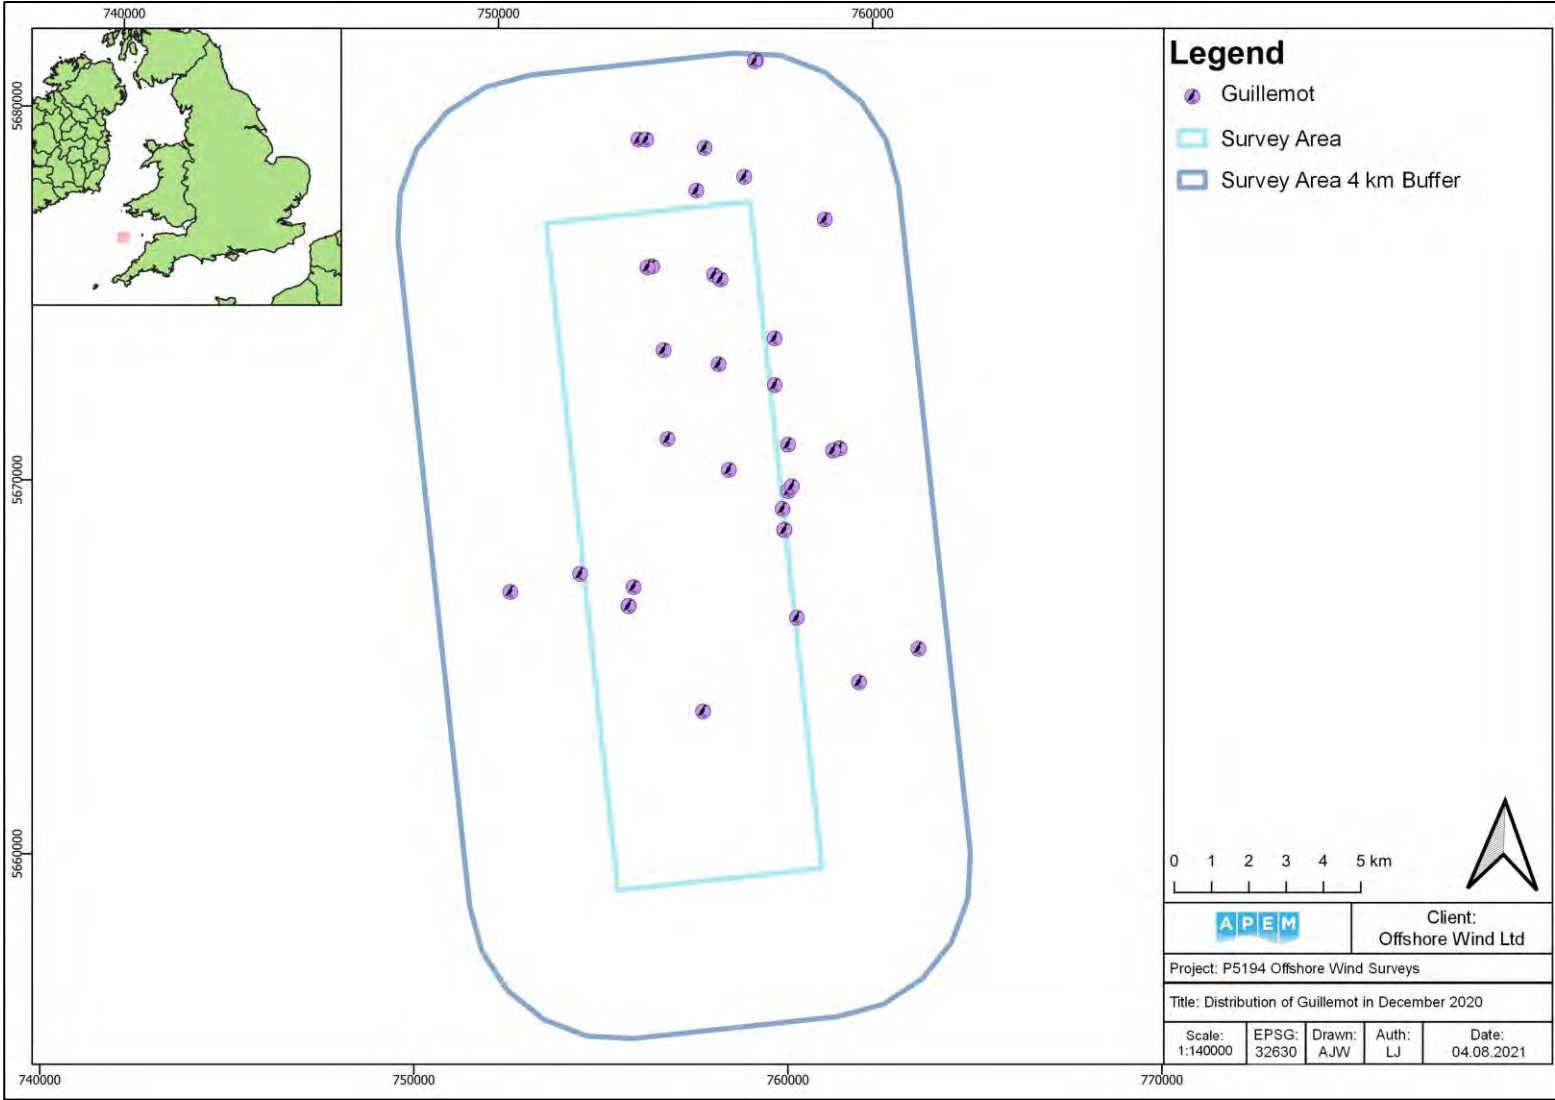 740000 750000 760000
5680000
5670000
5660000
740000 750000 760000 770000
Legend
Guillemot
Survey Area
Survey Area 4 km Buffer
0 1 2 3 4 5 km
APEM
Client:
Offshore Wind Ltd
Project: P5194 Offshore Wind Surveys
Title: Distribution of Guillemot in December 2020
Scale: EPSG: Drawn: Auth: Date:
1:140000 32630 AJW LJ 04.08.2021